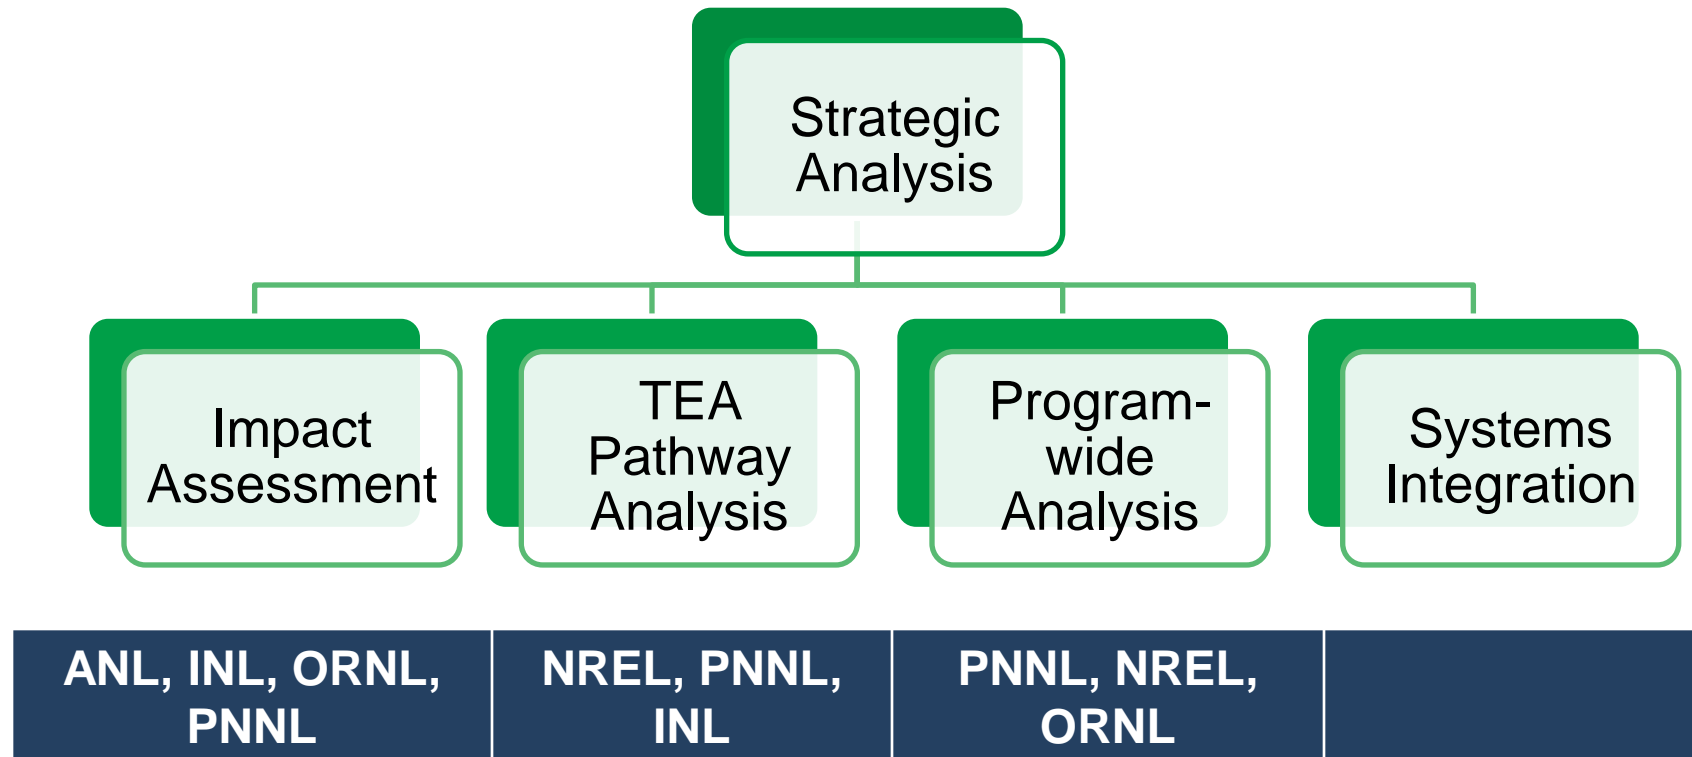 Strategic
Analysis
Impact
Assessment
TEA
Pathway
Analysis
Program-
wide
Analysis
Systems
Integration
ANL, INL, ORNL,
PNNL
NREL, PNNL,
INL
PNNL, NREL,
ORNL